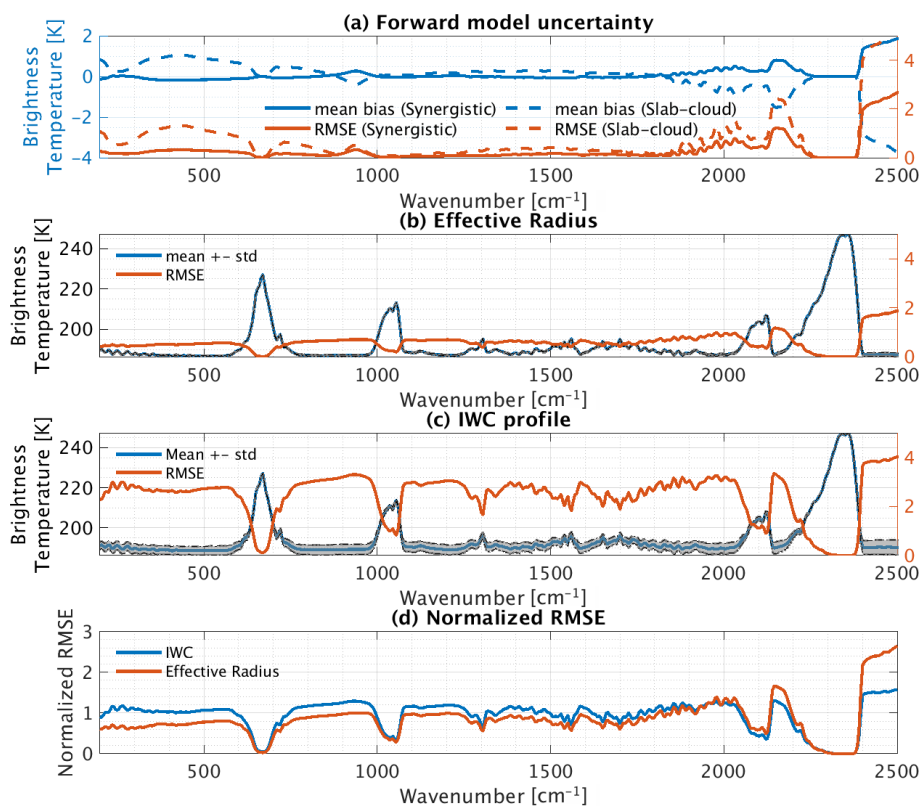 (a) Forward model uncertainty
Brightness
Temperature [K]
2
0
−2
−4
4
2
0
mean bias (Synergistic)
mean bias (Slab-cloud)
RMSE (Synergistic)
RMSE (Slab-cloud)
500
1000
1500
2000
2500
Wavenumber [cm⁻¹]
(b) Effective Radius
Brightness
Temperature [K]
240
220
200
4
2
0
mean +- std
RMSE
500
1000
1500
2000
2500
Wavenumber [cm⁻¹]
(c) IWC profile
Brightness
Temperature [K]
240
220
200
4
2
0
Mean +- std
RMSE
500
1000
1500
2000
2500
Wavenumber [cm⁻¹]
(d) Normalized RMSE
Normalized RMSE
3
2
1
0
IWC
Effective Radius
500
1000
1500
2000
2500
Wavenumber [cm⁻¹]